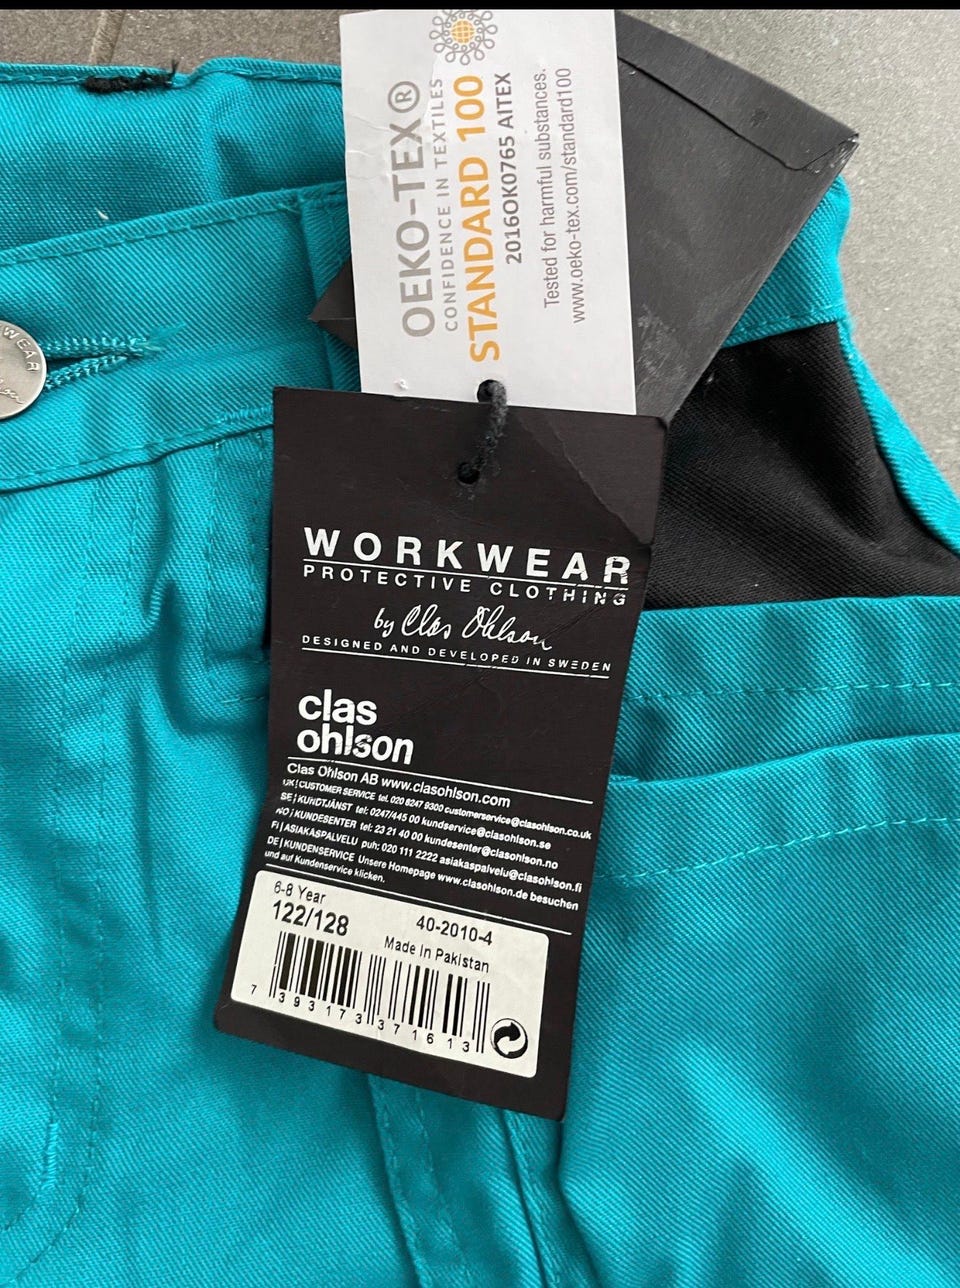 OEKO-TEX®
CONFIDENCE IN TEXTILES
STANDARD 100
2016OK0765 AITEX
Tested for harmful substances.
www.oeko-tex.com/standard100
WEAR
WORKWEAR
PROTECTIVE CLOTHING
by Clas Ohlson
DESIGNED AND DEVELOPED IN SWEDEN
clas
ohlson
Clas Ohlson AB www.clasohlson.com
UK | CUSTOMER SERVICE tel. 020 8247 9300 customerservice@clasohlson.co.uk
SE | KUNDTJÄNST tel: 0247/445 00 kundservice@clasohlson.se
NO | KUNDESENTER tel: 23 21 40 00 kundesenter@clasohlson.no
FI | ASIAKASPALVELU puh: 020 111 2222 asiakaspalvelu@clasohlson.fi
DE | KUNDENSERVICE Unsere Homepage www.clasohlson.de besuchen
und auf Kundenservice klicken.
6-8 Year
122/128 40-2010-4
Made In Pakistan
7 393173 371613